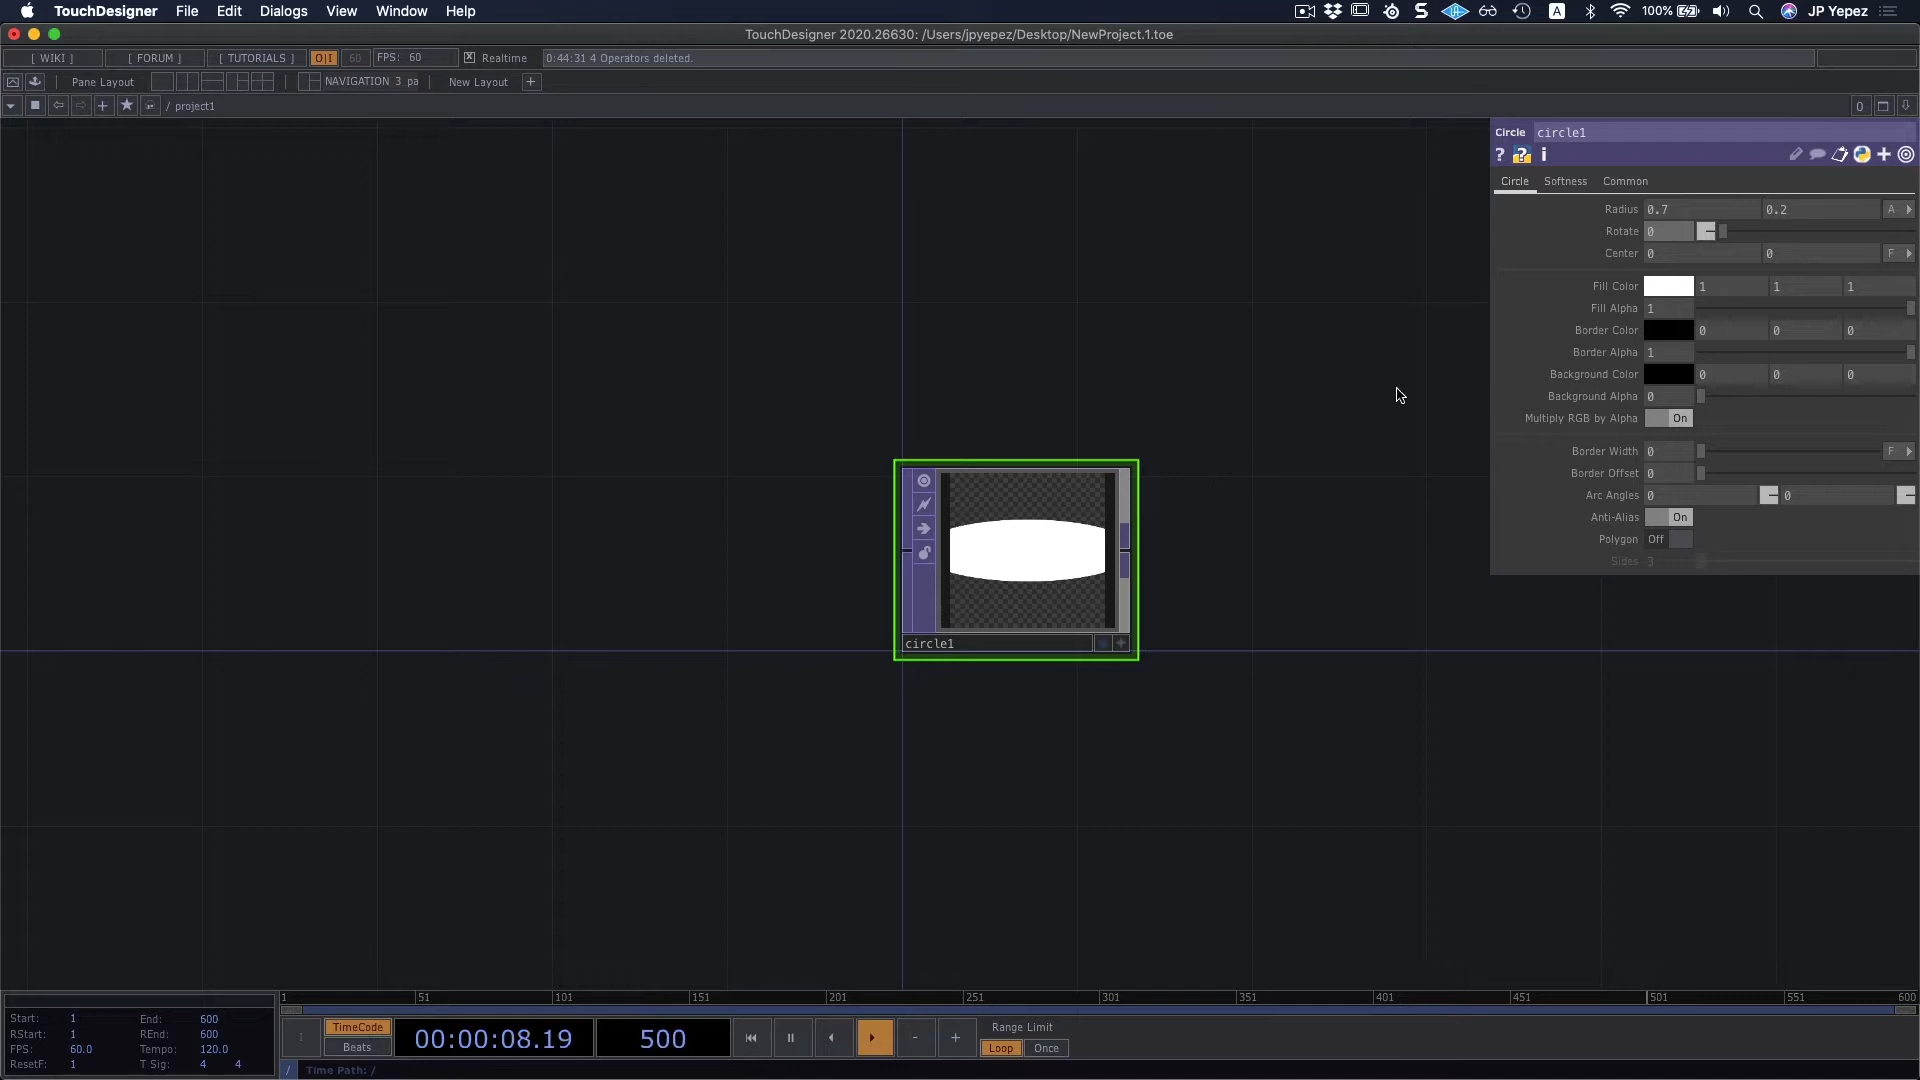 TouchDesigner File Edit Dialogs View Window Help S A 100% JP Yepez
TouchDesigner 2020.26630: /Users/jpyepez/Desktop/NewProject.1.toe
[ WIKI ] [ FORUM ] [ TUTORIALS ] O|I 60 FPS: 60 Realtime 0:44:31 4 Operators deleted.
Pane Layout NAVIGATION 3 pa New Layout +
/ project1 0
Circle circle1
? ? i
Circle Softness Common
Radius 0.7 0.2 A
Rotate 0
Center 0 0 F
Fill Color 1 1 1
Fill Alpha 1
Border Color 0 0 0
Border Alpha 1
Background Color 0 0 0
Background Alpha 0
Multiply RGB by Alpha On
Border Width 0 F
Border Offset 0
Arc Angles 0 0
Anti-Alias On
Polygon Off
Sides 3
circle1
1 51 101 151 201 251 301 351 401 451 501 551 600
Start: 1 End: 600
RStart: 1 REnd: 600
FPS: 60.0 Tempo: 120.0
ResetF: 1 T Sig: 4 4
TimeCode
Beats
00:00:08.19 500 - +
Range Limit
Loop Once
/ Time Path: /